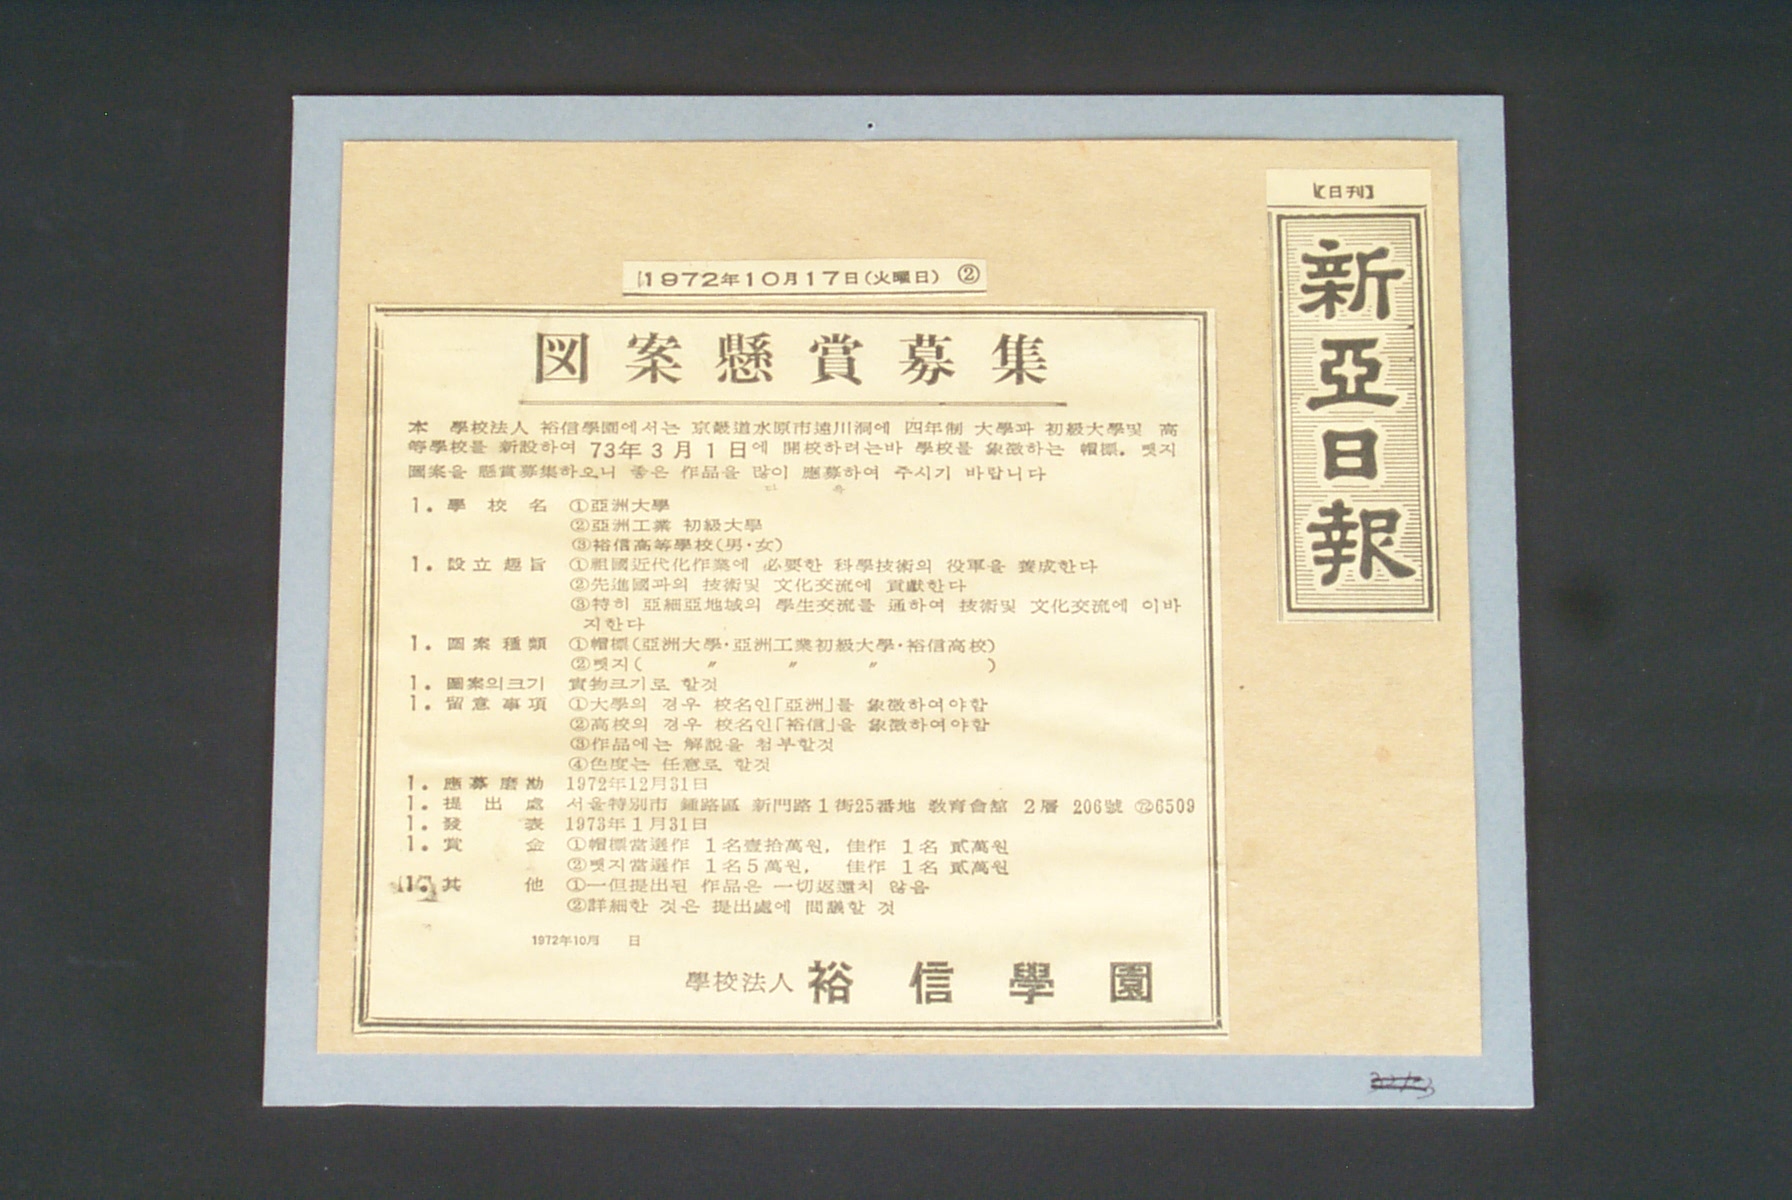 【日刊】
新亞日報
1972年10月17日(火曜日) ②
図案懸賞募集
本 學校法人 裕信學園에서는 京畿道水原市遠川洞에 四年制 大學과 初級大學및 高
等學校를 新設하여 73年 3月 1日에 開校하려는바 學校를 象徵하는 帽標. 뺏지
圖案을 懸賞募集하오니 좋은 作品을 많이 應募하여 주시기 바랍니다
1. 學校名 ①亞洲大學
②亞洲工業 初級大學
③裕信高等學校(男·女)
1. 設立趣旨 ①祖國近代化作業에 必要한 科學技術의 役軍을 養成한다
②先進國과의 技術및 文化交流에 貢獻한다
③特히 亞細亞地域의 學生交流를 通하여 技術및 文化交流에 이바
지한다
1. 圖案種類 ①帽標(亞洲大學·亞洲工業初級大學·裕信高校)
②뺏지( 〃 〃 〃 )
1. 圖案의크기 實物크기로 할것
1. 留意事項 ①大學의 경우 校名인「亞洲」를 象徵하여야함
②高校의 경우 校名인「裕信」을 象徵하여야함
③作品에는 解說을 첨부할것
④色度는 任意로 할것
1. 應募磨勘 1972年12月31日
1. 提出處 서울特別市 鍾路區 新門路1街25番地 敎育會舘 2層 206號 ㉒6509
1. 發表 1973年1月31日
1. 賞金 ①帽標當選作 1名壹拾萬원, 佳作 1名 貳萬원
②뺏지當選作 1名5萬원, 佳作 1名 貳萬원
1. 其他 ①一但提出된 作品은 一切返還치 않음
②詳細한 것은 提出處에 問議할 것
1972年10月 日
學校法人 裕信學園